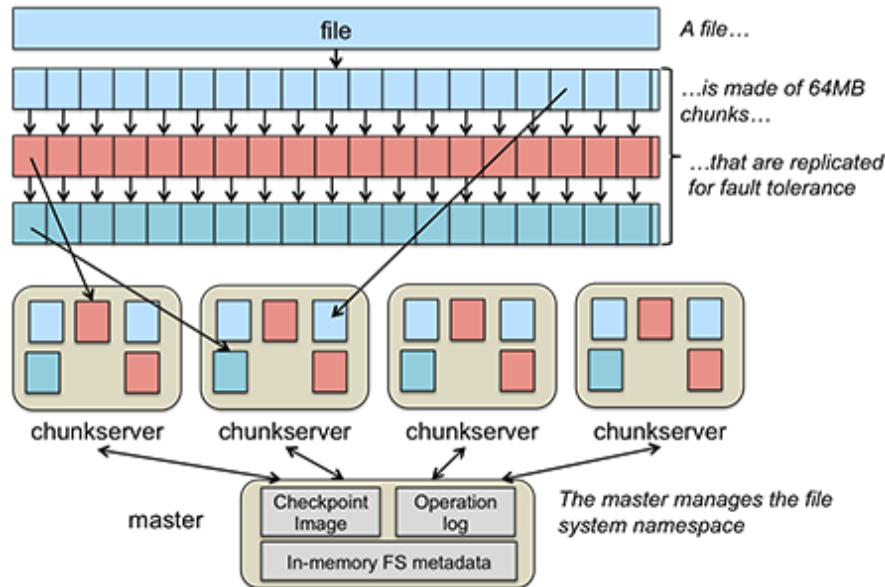 file
A file…
…is made of 64MB
chunks…
…that are replicated
for fault tolerance
chunkserver
chunkserver
chunkserver
chunkserver
master
Checkpoint
Image
Operation
log
In-memory FS metadata
The master manages the file
system namespace